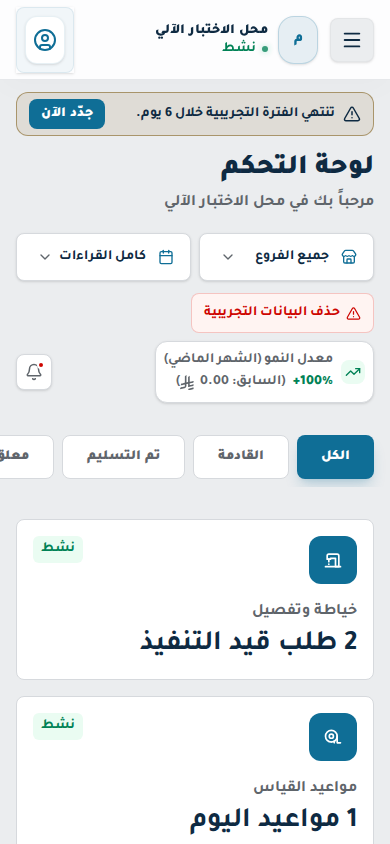 محل الاختبار الآلي
نشط
م
تنتهي الفترة التجريبية خلال 6 يوم.
جدّد الآن
لوحة التحكم
مرحباً بك في محل الاختبار الآلي
جميع الفروع
كامل القراءات
حذف البيانات التجريبية
معدل النمو (الشهر الماضي)
+100% (السابق: 0.00 )
الكل
القادمة
تم التسليم
معلق
نشط
خياطة وتفصيل
2 طلب قيد التنفيذ
نشط
مواعيد القياس
1 مواعيد اليوم